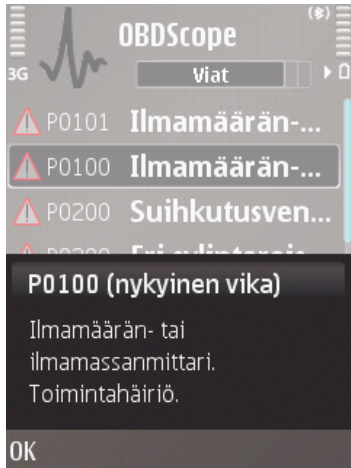 OBDScope
3G
Viat
P0101 Ilmamäärän-...
P0100 Ilmamäärän-...
P0200 Suihkutusven...
P0100 (nykyinen vika)
Ilmamäärän- tai
ilmamassanmittari.
Toimintahäiriö.
OK